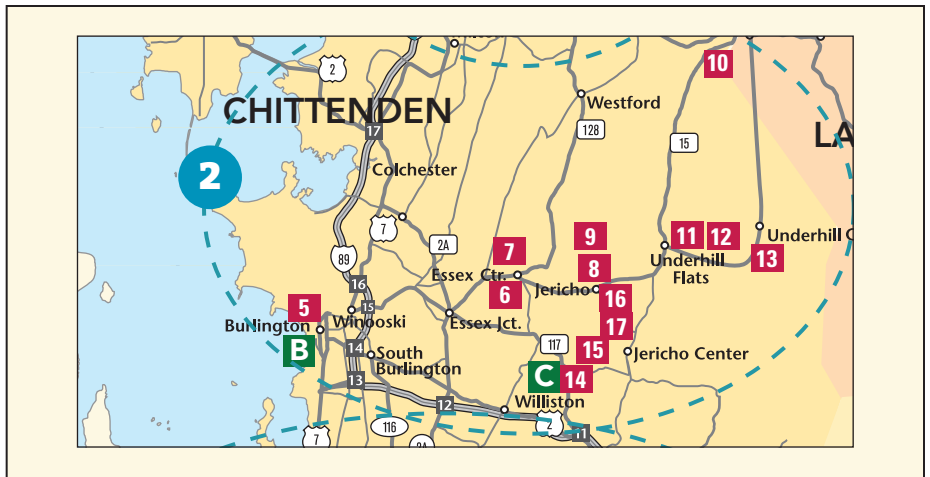 10
2
Westford
CHITTENDEN
128
LA
17
15
Colchester
2
7
9
11
12
2A
7
Underhill C
89
Essex Ctr.
8
Underhill
Flats
13
16
6
Jericho
16
5
15
Burlington
Winooski
Essex Jct.
17
B
14
South
Burlington
117
15
Jericho Center
13
C
14
12
Williston
7
116
2
11
2A